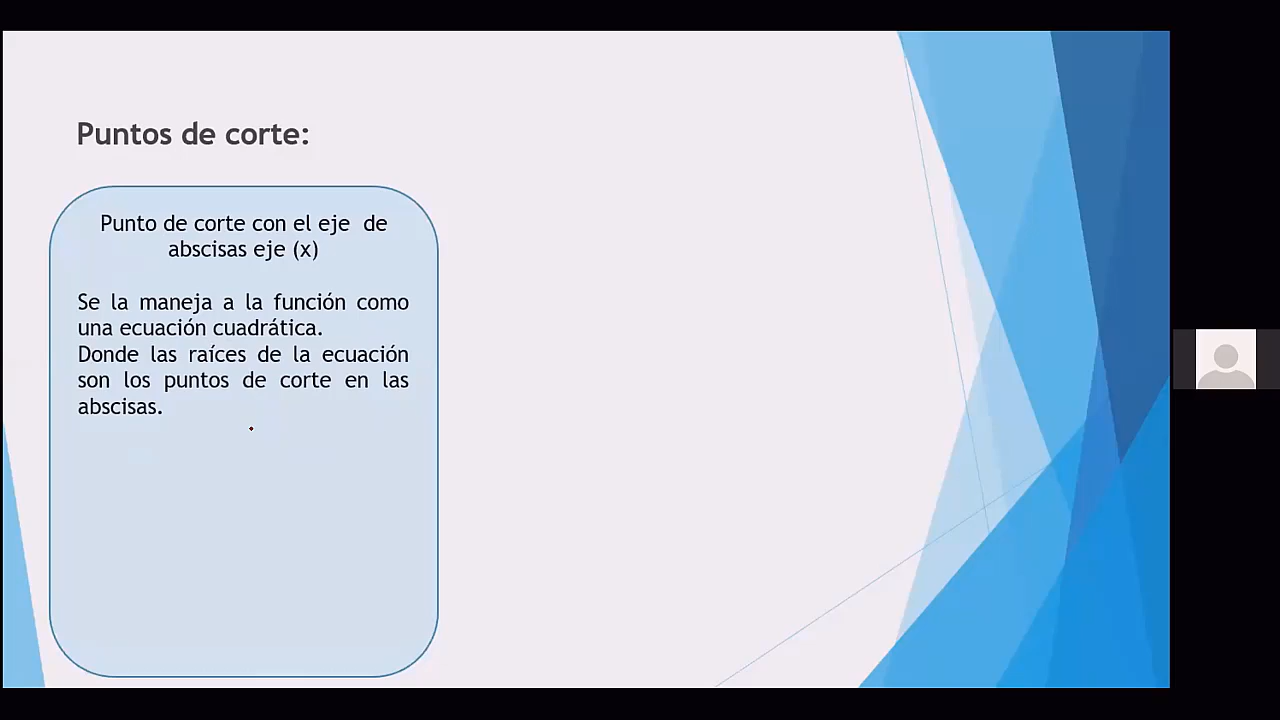 Puntos de corte:
Punto de corte con el eje de
abscisas eje (x)
Se la maneja a la función como
una ecuación cuadrática.
Donde las raíces de la ecuación
son los puntos de corte en las
abscisas.